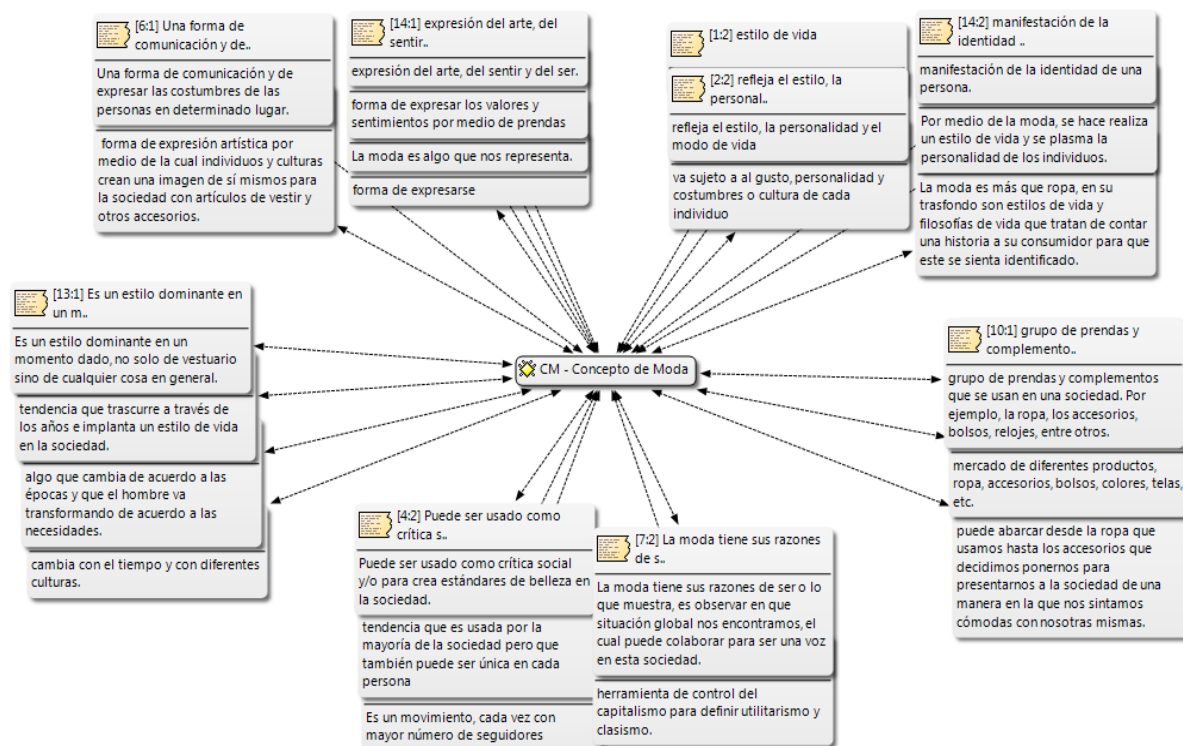 [6:1] Una forma de
comunicación y de..
Una forma de comunicación y de
expresar las costumbres de las
personas en determinado lugar.
forma de expresión artística por
medio de la cual individuos y culturas
crean una imagen de sí mismos para
la sociedad con artículos de vestir y
otros accesorios.
[14:1] expresión del arte, del
sentir..
expresión del arte, del sentir y del ser.
forma de expresar los valores y
sentimientos por medio de prendas
La moda es algo que nos representa.
forma de expresarse
[1:2] estilo de vida
[2:2] refleja el estilo, la
personal..
refleja el estilo, la personalidad y el
modo de vida
va sujeto a al gusto, personalidad y
costumbres o cultura de cada
individuo
[14:2] manifestación de la
identidad ..
manifestación de la identidad de una
persona.
Por medio de la moda, se hace realiza
un estilo de vida y se plasma la
personalidad de los individuos.
La moda es más que ropa, en su
trasfondo son estilos de vida y
filosofías de vida que tratan de contar
una historia a su consumidor para que
este se sienta identificado.
[13:1] Es un estilo dominante en
un m..
Es un estilo dominante en un
momento dado, no solo de vestuario
sino de cualquier cosa en general.
tendencia que trascurre a través de
los años e implanta un estilo de vida
en la sociedad.
algo que cambia de acuerdo a las
épocas y que el hombre va
transformando de acuerdo a las
necesidades.
cambia con el tiempo y con diferentes
culturas.
CM - Concepto de Moda
[10:1] grupo de prendas y
complemento..
grupo de prendas y complementos
que se usan en una sociedad. Por
ejemplo, la ropa, los accesorios,
bolsos, relojes, entre otros.
mercado de diferentes productos,
ropa, accesorios, bolsos, colores, telas,
etc.
puede abarcar desde la ropa que
usamos hasta los accesorios que
decidimos ponernos para
presentarnos a la sociedad de una
manera en la que nos sintamos
cómodas con nosotras mismas.
[4:2] Puede ser usado como
crítica s..
Puede ser usado como crítica social
y/o para crea estándares de belleza en
la sociedad.
tendencia que es usada por la
mayoría de la sociedad pero que
también puede ser única en cada
persona
Es un movimiento, cada vez con
mayor número de seguidores
[7:2] La moda tiene sus razones
de s..
La moda tiene sus razones de ser o lo
que muestra, es observar en que
situación global nos encontramos, el
cual puede colaborar para ser una voz
en esta sociedad.
herramienta de control del
capitalismo para definir utilitarismo y
clasismo.